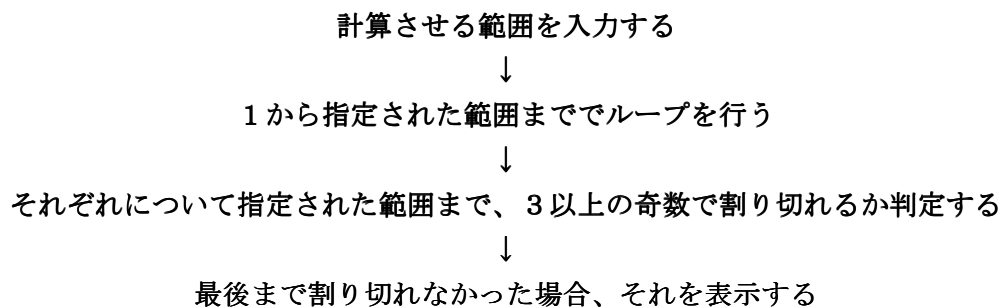 計算させる範囲を入力する
↓
1から指定された範囲まででループを行う
↓
それぞれについて指定された範囲まで、3以上の奇数で割り切れるか判定する
↓
最後まで割り切れなかった場合、それを表示する